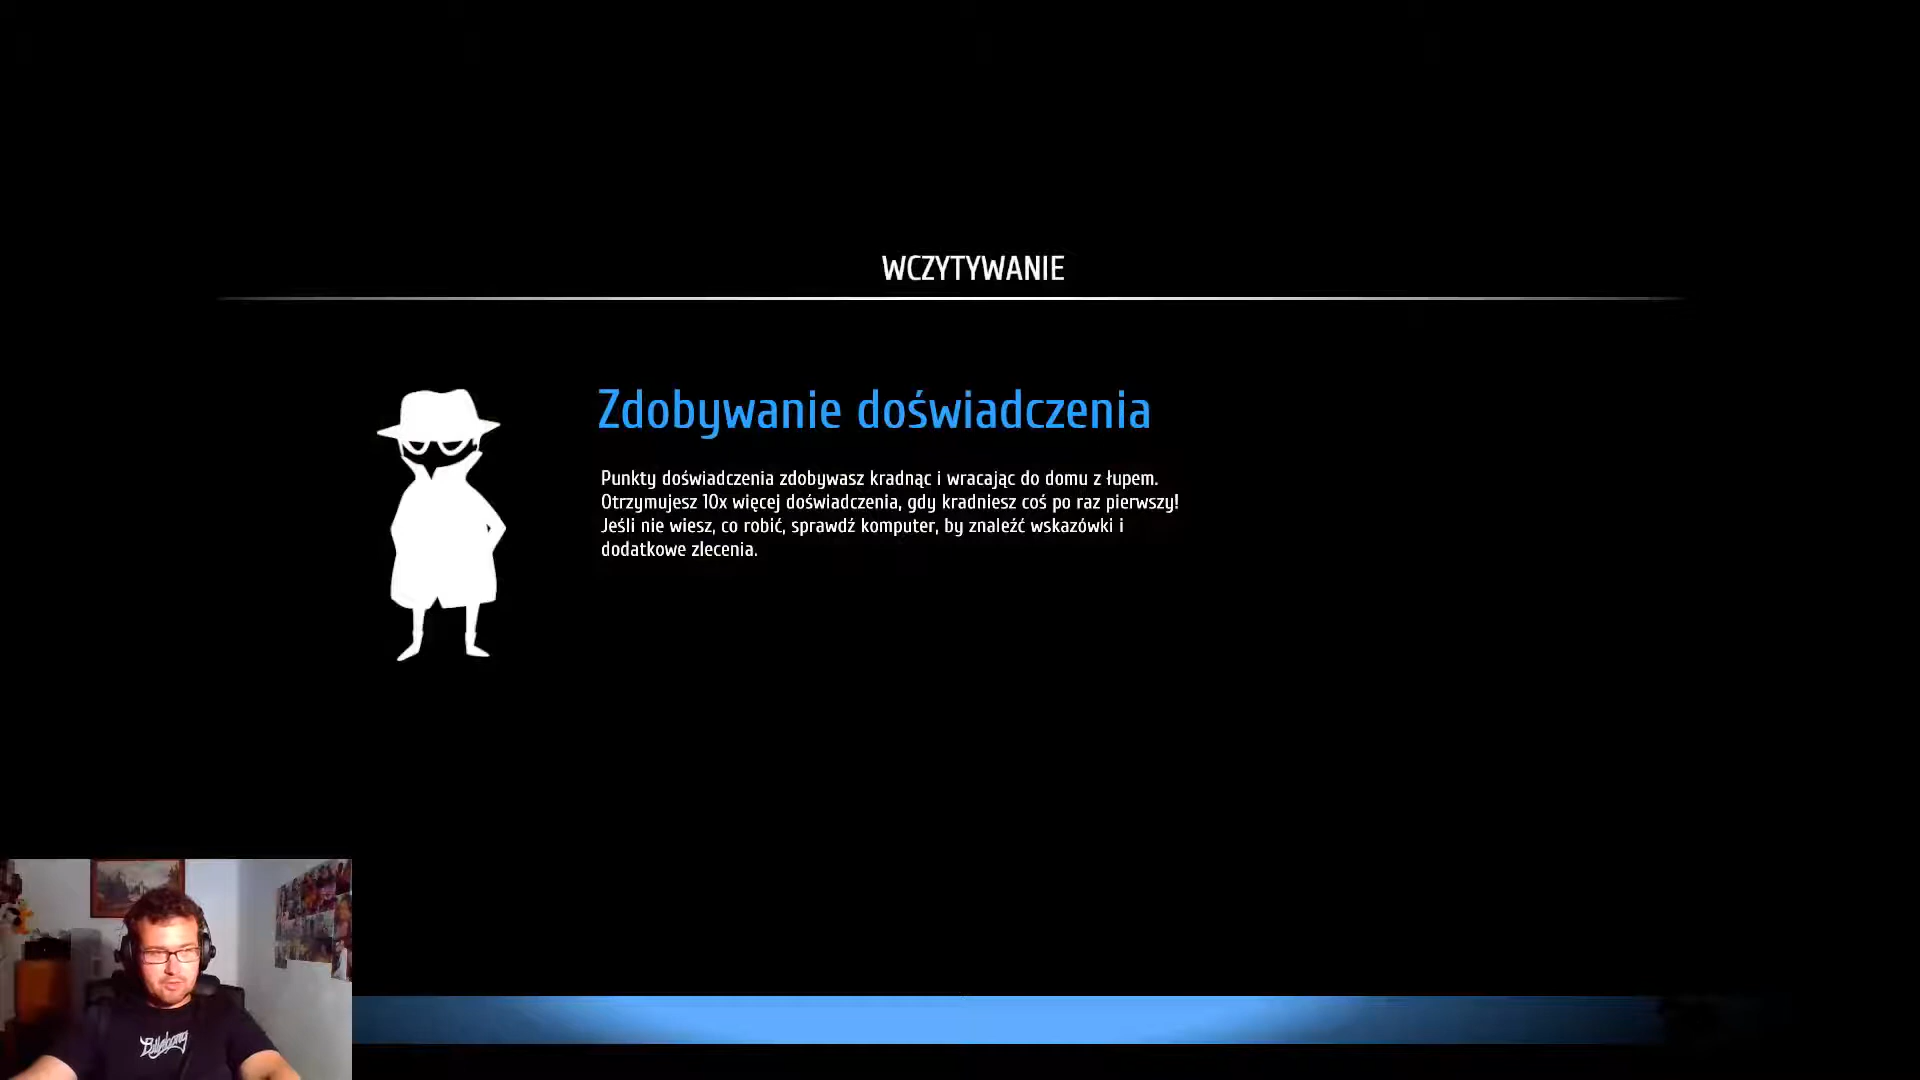 WCZYTYWANIE
Zdobywanie doświadczenia
Punkty doświadczenia zdobywasz kradnąc i wracając do domu z łupem.
Otrzymujesz 10x więcej doświadczenia, gdy kradniesz coś po raz pierwszy!
Jeśli nie wiesz, co robić, sprawdź komputer, by znaleźć wskazówki i
dodatkowe zlecenia.
Billabong